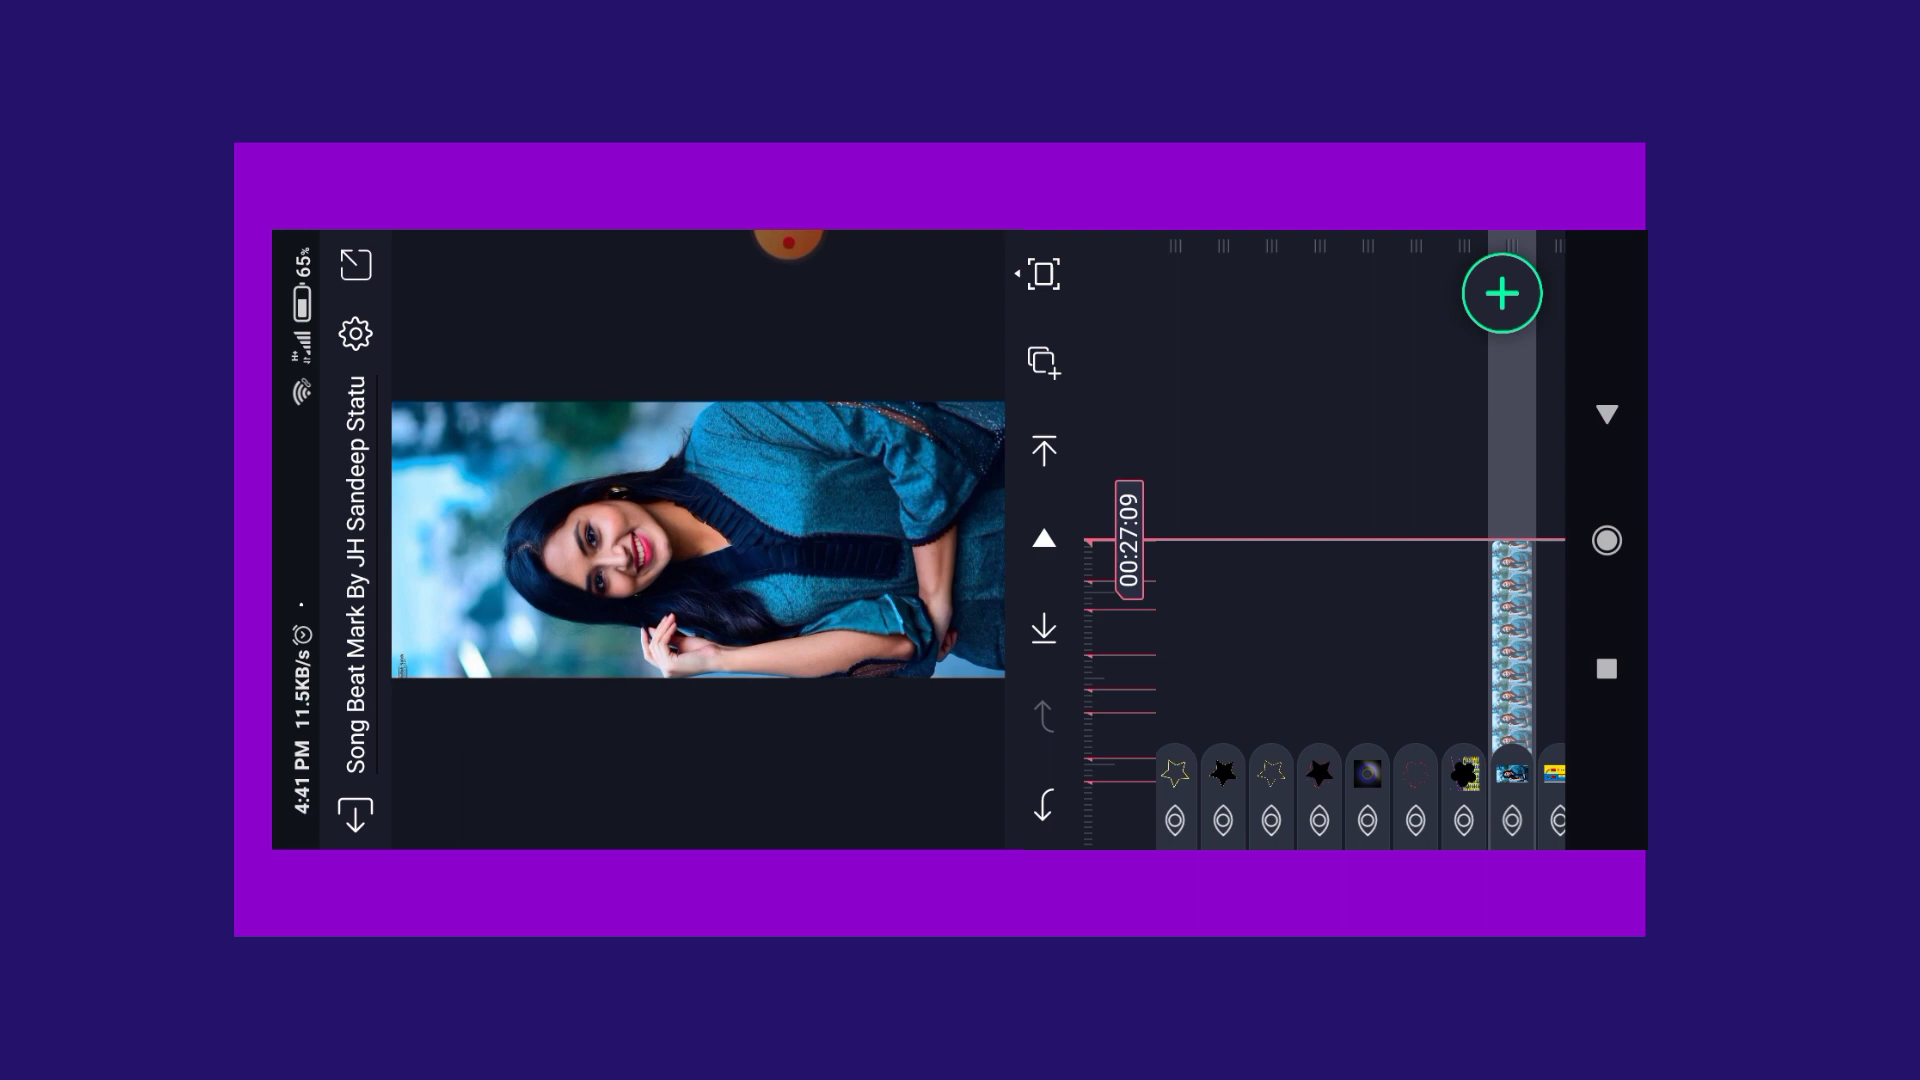 4:41 PM 11.5KB/s
H+
65%
Song Beat Mark By JH Sandeep Statu
00:27:09